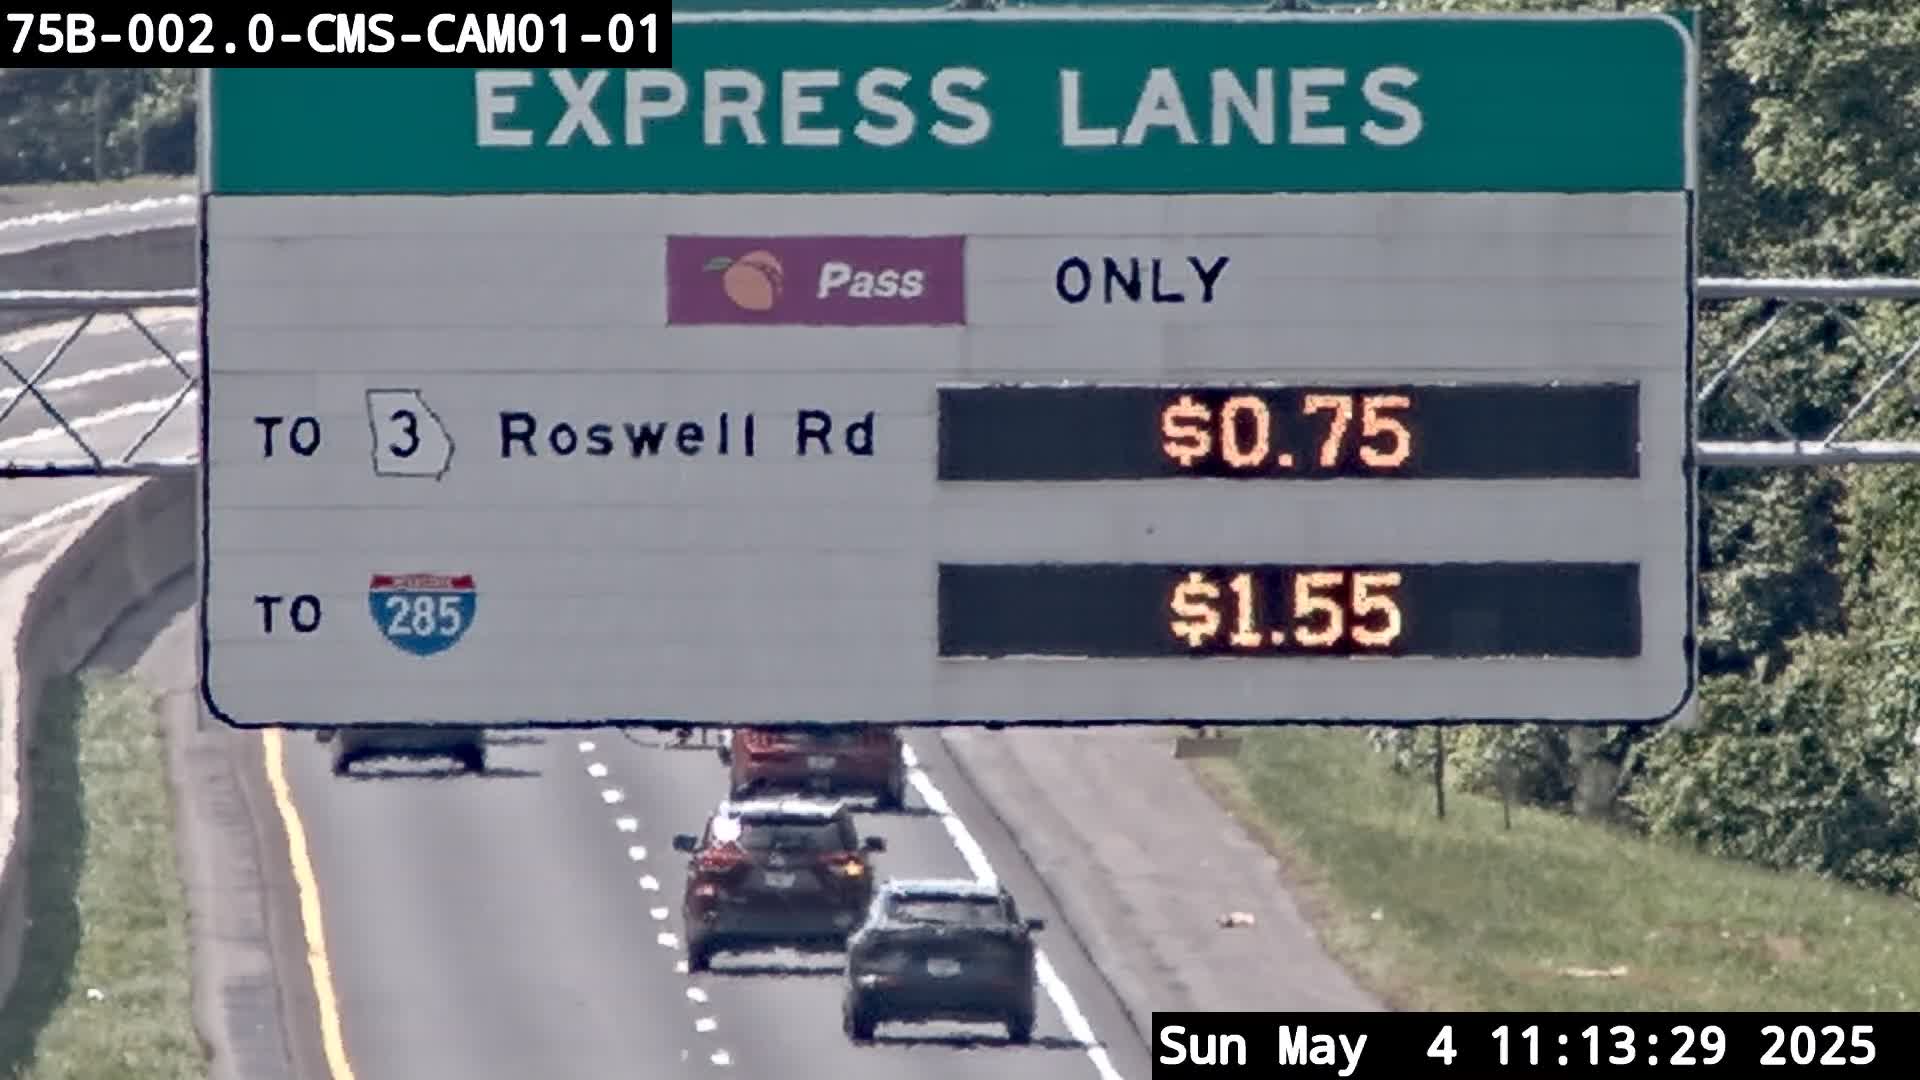 75B-002.0-CMS-CAM01-01
EXPRESS LANES
Pass ONLY
TO 3 Roswell Rd $0.75
TO 285 $1.55
Sun May 4 11:13:29 2025